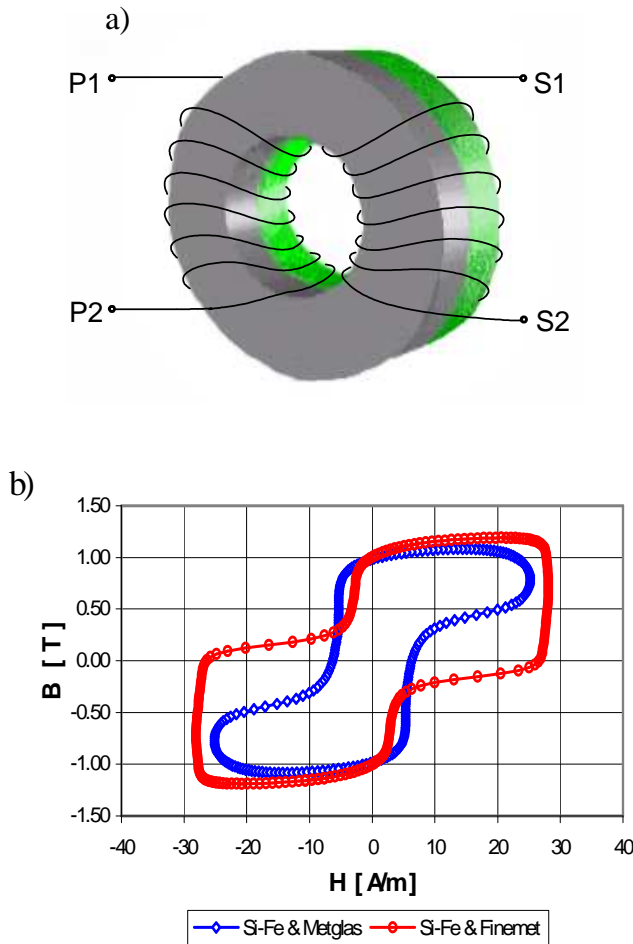 a)
P1 S1
P2 S2
b)
1.50
1.00
0.50
0.00
-0.50
-1.00
-1.50
B [ T]
-40 -30 -20 -10 0 10 20 30 40
H [ A/m]
Si-Fe & Metglas Si-Fe & Finemet